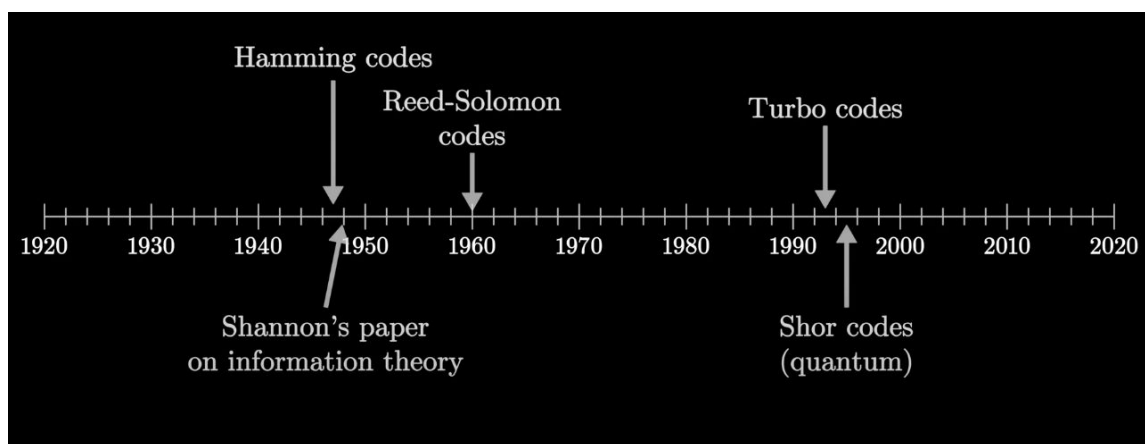 Hamming codes
Reed-Solomon
codes
Turbo codes
1920 1930 1940 1950 1960 1970 1980 1990 2000 2010 2020
Shannon's paper
on information theory
Shor codes
(quantum)